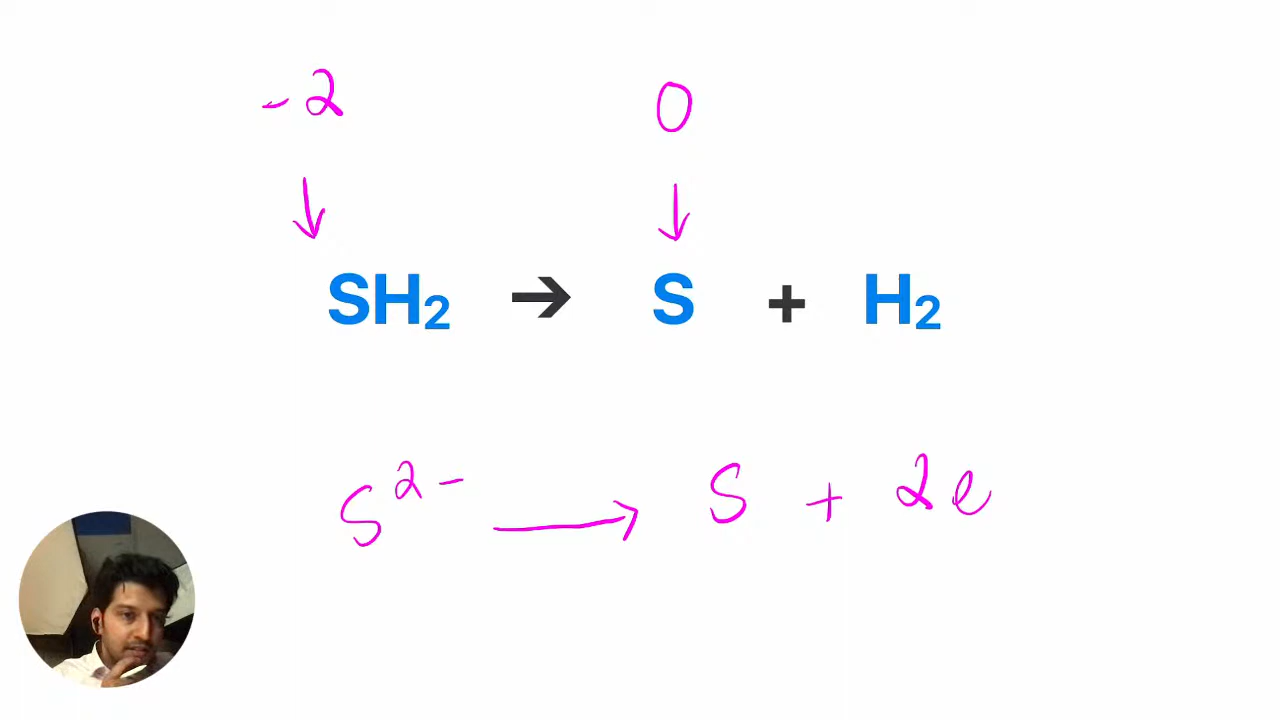 -2 0
SH₂ → S + H₂
S²⁻ → S + 2e